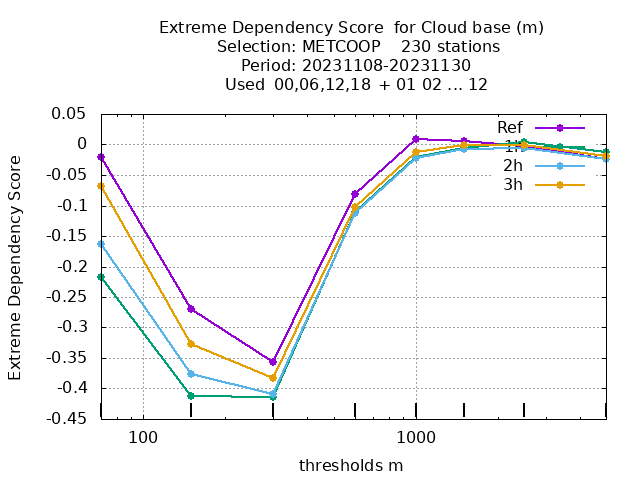 Extreme Dependency Score  for Cloud base (m)
Selection: METCOOP    230 stations
Period: 20231108-20231130
Used  00,06,12,18 + 01 02 ... 12
Extreme Dependency Score
0.05
0
-0.05
-0.1
-0.15
-0.2
-0.25
-0.3
-0.35
-0.4
-0.45
Ref
1h
2h
3h
100
1000
thresholds m